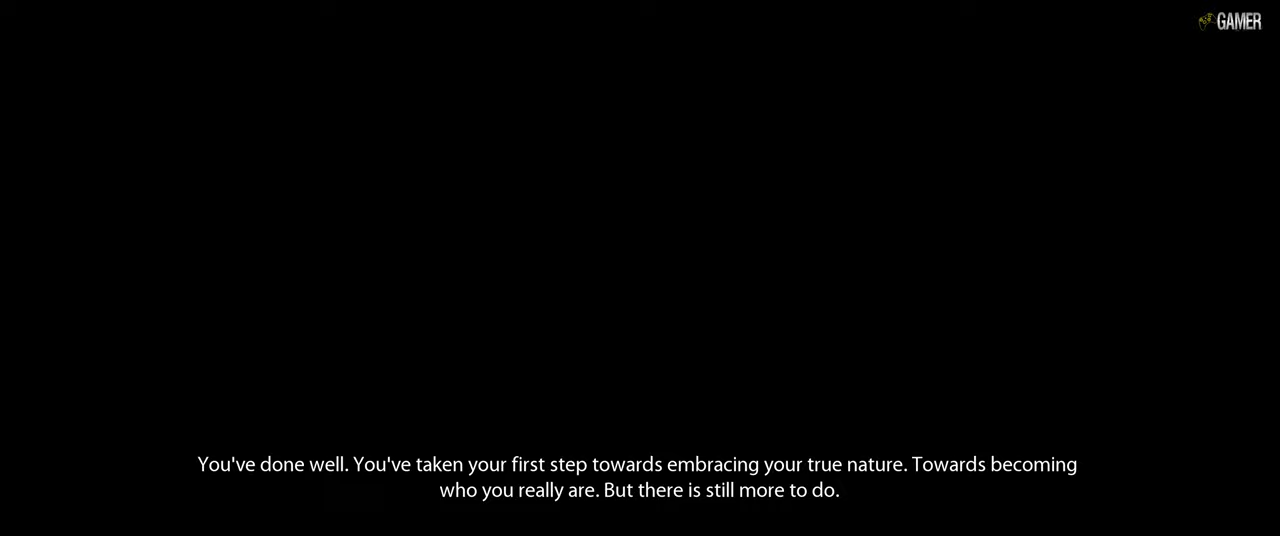 GAMER
You've done well. You've taken your first step towards embracing your true nature. Towards becoming
who you really are. But there is still more to do.